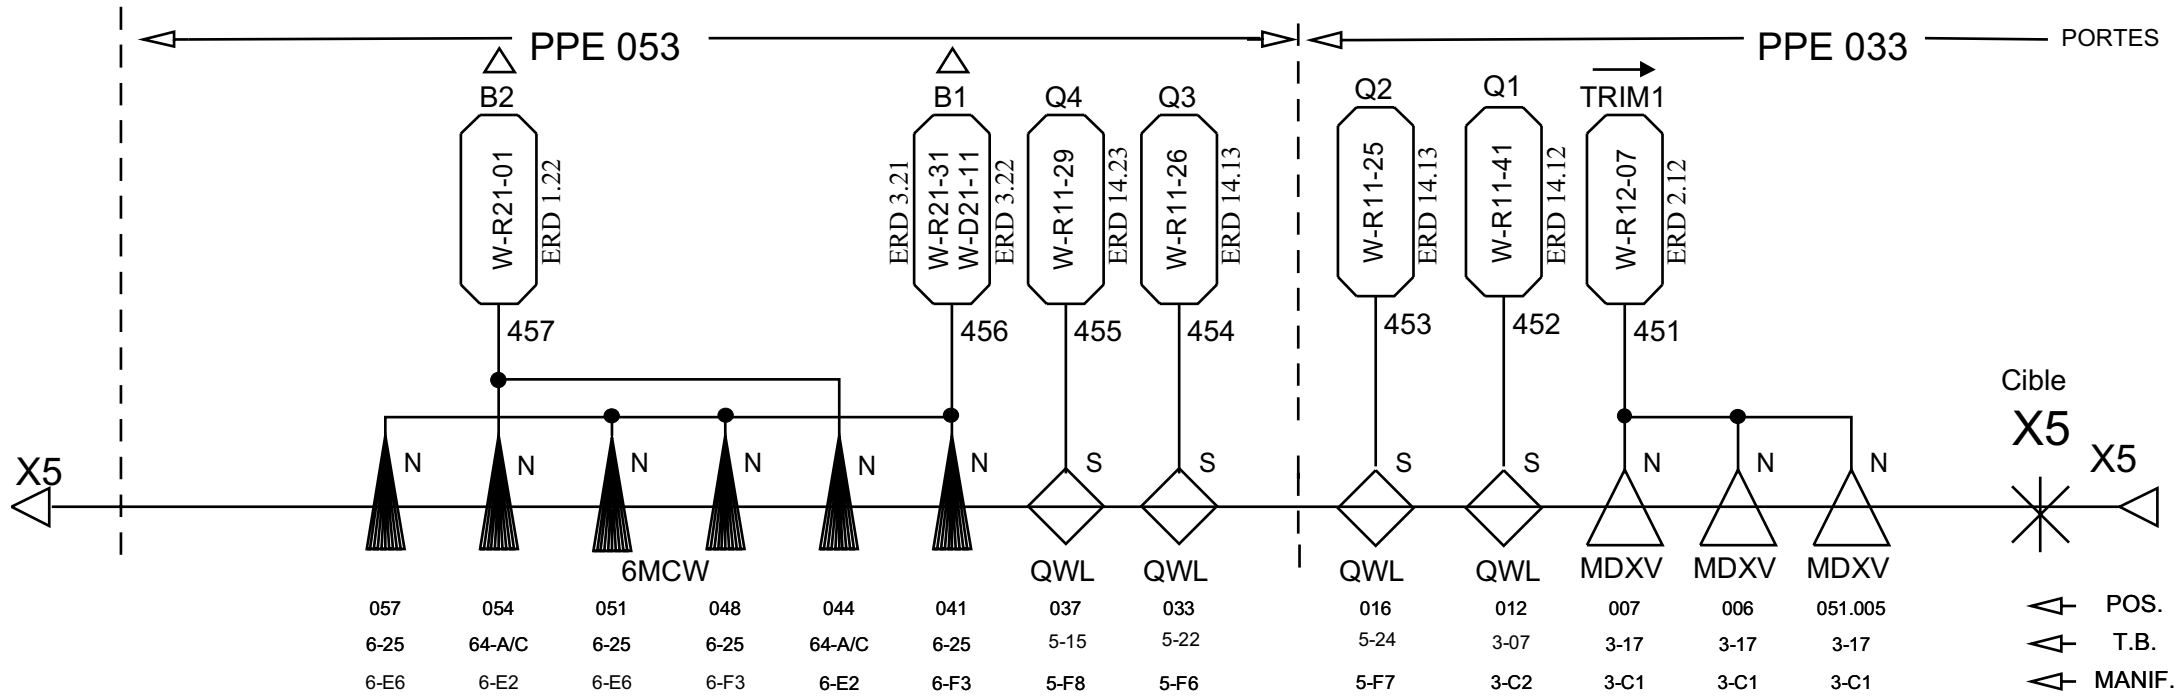 PPE 053
PPE 033
PORTES
B2
B1
Q4
Q3
Q2
Q1
TRIM1
W-R21-01
ERD 1.22
ERD 3.21
W-R21-31
W-D21-11
ERD 3.22
W-R11-29
ERD 14.23
W-R11-26
ERD 14.13
W-R11-25
ERD 14.13
W-R11-41
ERD 14.12
W-R12-07
ERD 2.12
457
456
455
454
453
452
451
Cible
X5
X5
N
N
N
N
N
N
S
S
S
S
N
N
N
X5
6MCW
QWL
QWL
QWL
QWL
MDXV
MDXV
MDXV
057 054 051 048 044 041 037 033 016 012 007 006 051.005 POS.
6-25 64-A/C 6-25 6-25 64-A/C 6-25 5-15 5-22 5-24 3-07 3-17 3-17 3-17 T.B.
6-E6 6-E2 6-E6 6-F3 6-E2 6-F3 5-F8 5-F6 5-F7 3-C2 3-C1 3-C1 3-C1 MANIF.